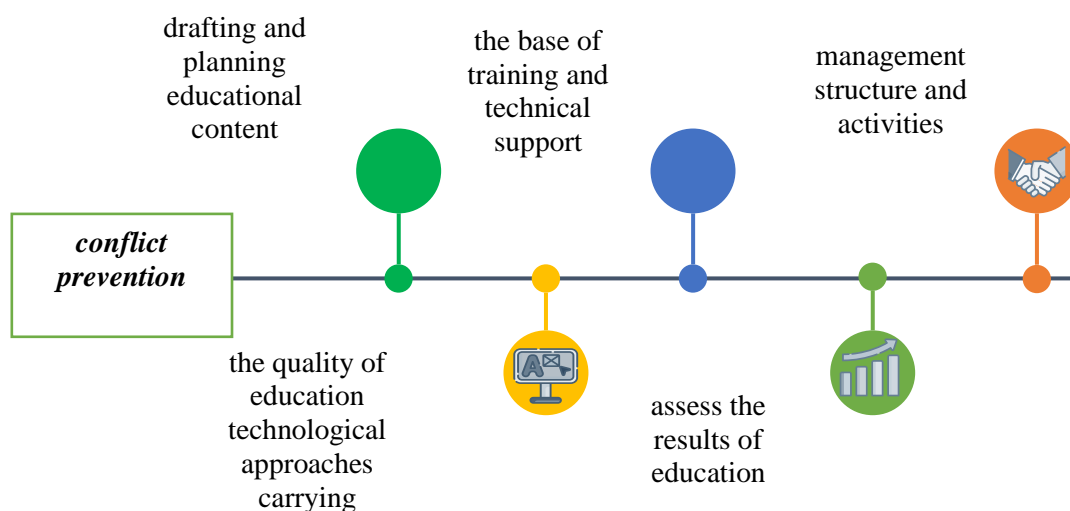 drafting and
planning
educational
content
the base of
training and
technical
support
management
structure and
activities
conflict
prevention
the quality of
education
technological
approaches
carrying
A
assess the
results of
education